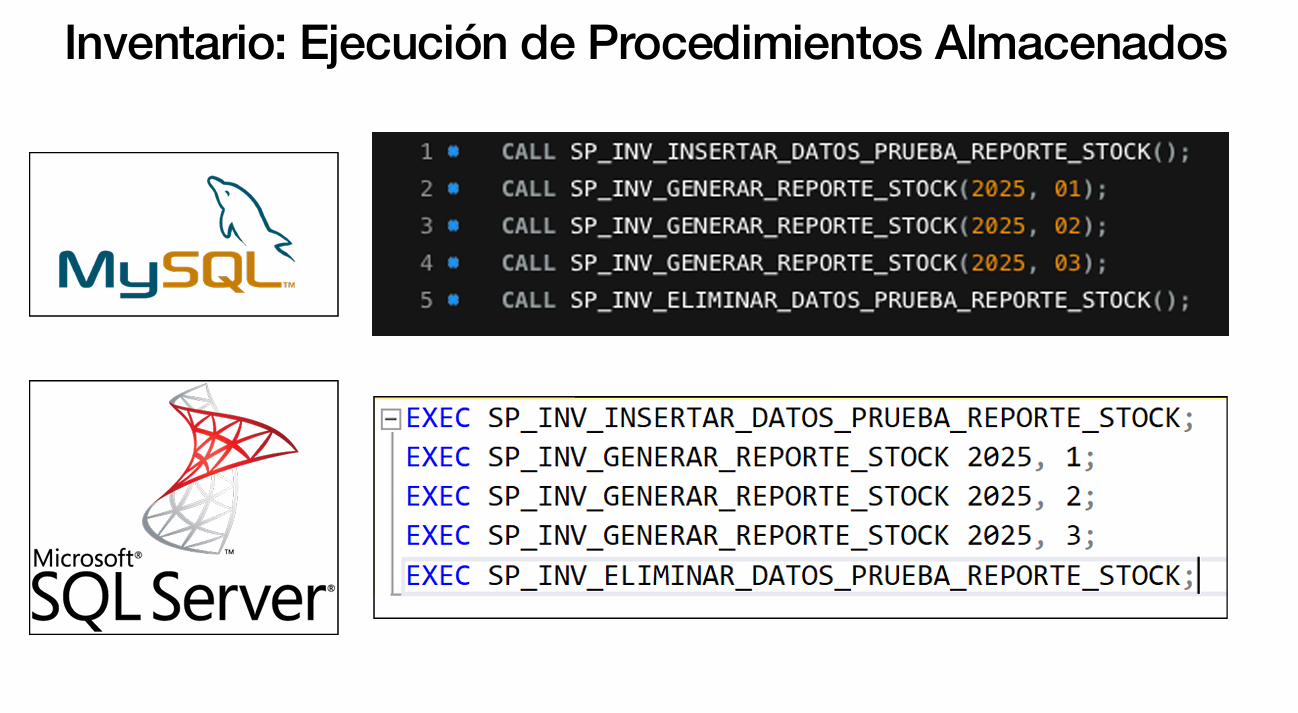 Inventario: Ejecución de Procedimientos Almacenados
MySQL™
1 CALL SP_INV_INSERTAR_DATOS_PRUEBA_REPORTE_STOCK();
2 CALL SP_INV_GENERAR_REPORTE_STOCK(2025, 01);
3 CALL SP_INV_GENERAR_REPORTE_STOCK(2025, 02);
4 CALL SP_INV_GENERAR_REPORTE_STOCK(2025, 03);
5 CALL SP_INV_ELIMINAR_DATOS_PRUEBA_REPORTE_STOCK();
™
Microsoft®
SQL Server®
EXEC SP_INV_INSERTAR_DATOS_PRUEBA_REPORTE_STOCK;
EXEC SP_INV_GENERAR_REPORTE_STOCK 2025, 1;
EXEC SP_INV_GENERAR_REPORTE_STOCK 2025, 2;
EXEC SP_INV_GENERAR_REPORTE_STOCK 2025, 3;
EXEC SP_INV_ELIMINAR_DATOS_PRUEBA_REPORTE_STOCK;